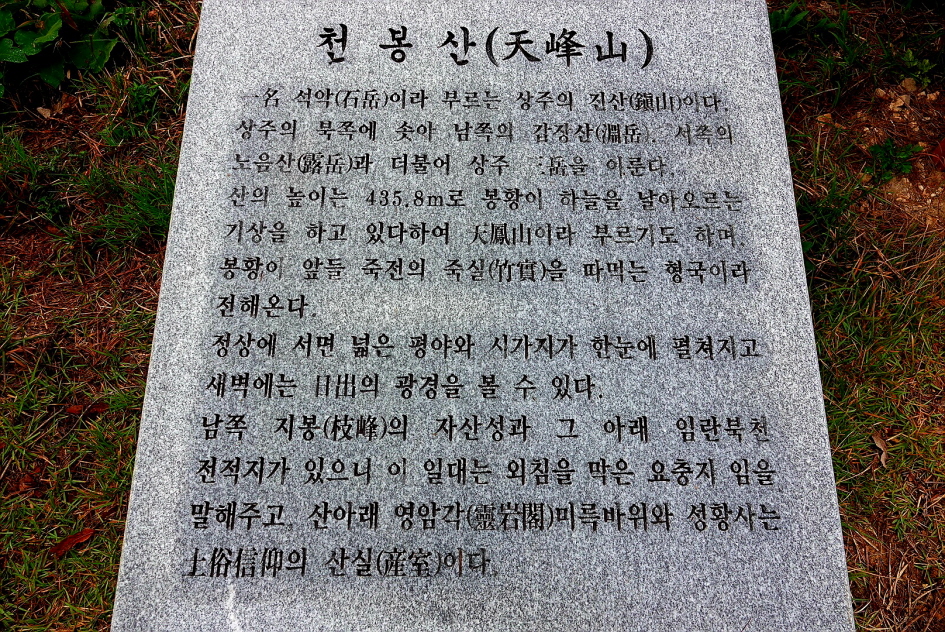 천봉산(天峰山)
一名 석악(石岳)이라 부르는 상주의 진산(鎭山)이다.
상주의 북쪽에 솟아 남쪽의 갑장산(淵岳), 서쪽의
노음산(露岳)과 더불어 상주 三岳을 이룬다.
산의 높이는 435.8m로 봉황이 하늘을 날아오르는
기상을 하고 있다하여 天鳳山이라 부르기도 하며,
봉황이 앞들 죽전의 죽실(竹實)을 따먹는 형국이라
전해온다.
정상에 서면 넓은 평야와 시가지가 한눈에 펼쳐지고
새벽에는 日出의 광경을 볼 수 있다.
남쪽 지봉(枝峰)의 자산성과 그 아래 임란북천
전적지가 있으니 이 일대는 외침을 막은 요충지 임을
말해주고, 산아래 영암각(靈岩閣)미륵바위와 성황사는
土俗信仰의 산실(産室)이다.